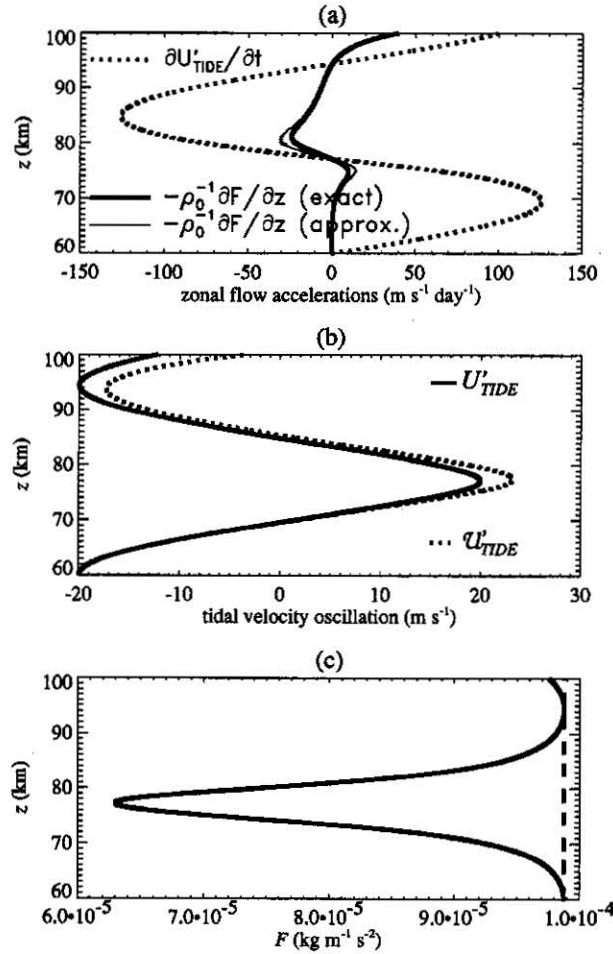 (a)
100
90
80
70
60
z (km)
∂U'TIDE/∂t
-ρ0⁻¹∂F/∂z (exact)
-ρ0⁻¹∂F/∂z (approx.)
-150 -100 -50 0 50 100 150
zonal flow accelerations (m s⁻¹ day⁻¹)
(b)
100
90
80
70
60
z (km)
U'TIDE
𝒰'TIDE
-20 -10 0 10 20 30
tidal velocity oscillation (m s⁻¹)
(c)
100
90
80
70
60
z (km)
6.0•10⁻⁵ 7.0•10⁻⁵ 8.0•10⁻⁵ 9.0•10⁻⁵ 1.0•10⁻⁴
F (kg m⁻¹ s⁻²)